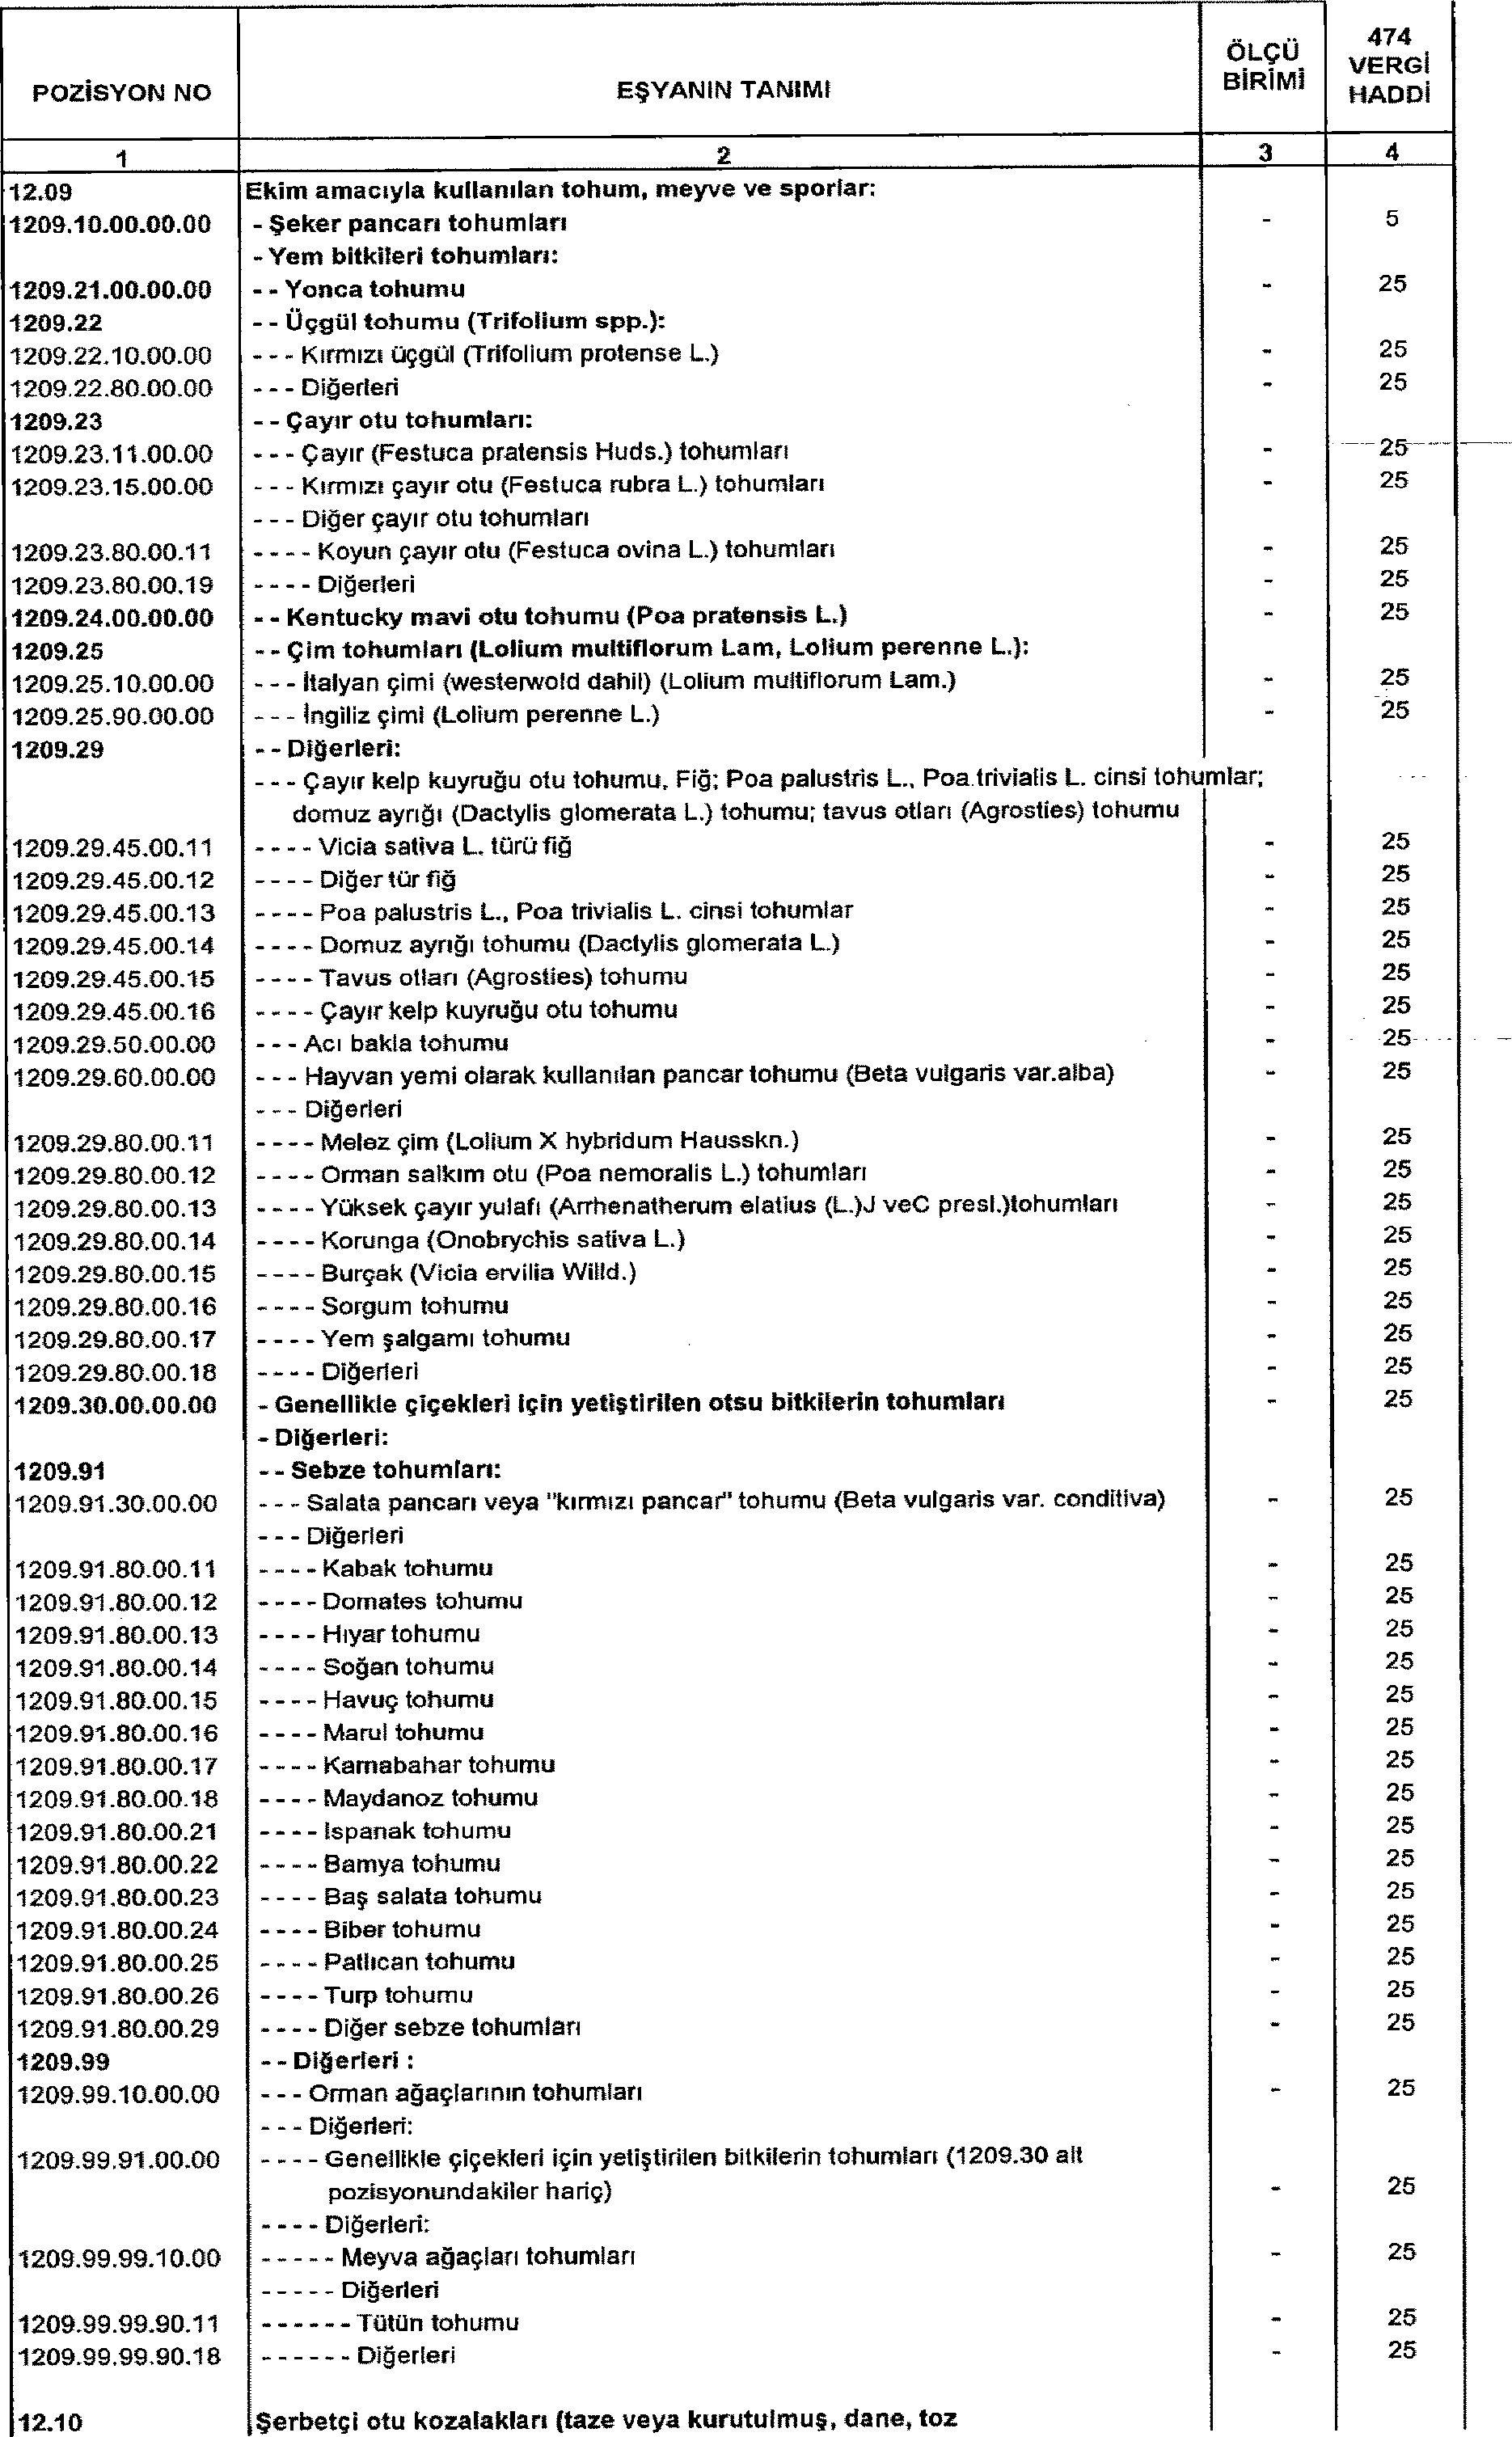 POZİSYON NO EŞYANIN TANIMI ÖLÇÜ BİRİMİ 474 VERGİ HADDİ
1 2 3 4
12.09 Ekim amacıyla kullanılan tohum, meyve ve sporlar:
1209.10.00.00.00 - Şeker pancarı tohumları - 5
- Yem bitkileri tohumları:
1209.21.00.00.00 - - Yonca tohumu - 25
1209.22 - - Üçgül tohumu (Trifolium spp.):
1209.22.10.00.00 - - - Kırmızı üçgül (Trifolium protense L.) - 25
1209.22.80.00.00 - - - Diğerleri - 25
1209.23 - - Çayır otu tohumları:
1209.23.11.00.00 - - - Çayır (Festuca pratensis Huds.) tohumları - 25
1209.23.15.00.00 - - - Kırmızı çayır otu (Festuca rubra L.) tohumları - 25
- - - Diğer çayır otu tohumları
1209.23.80.00.11 - - - - Koyun çayır otu (Festuca ovina L.) tohumları - 25
1209.23.80.00.19 - - - - Diğerleri - 25
1209.24.00.00.00 - - Kentucky mavi otu tohumu (Poa pratensis L.) - 25
1209.25 - - Çim tohumları (Lolium multiflorum Lam, Lolium perenne L.):
1209.25.10.00.00 - - - İtalyan çimi (westerwold dahil) (Lolium multiflorum Lam.) - 25
1209.25.90.00.00 - - - İngiliz çimi (Lolium perenne L.) - 25
1209.29 - - Diğerleri:
- - - Çayır kelp kuyruğu otu tohumu, Fiğ; Poa palustris L., Poa trivialis L. cinsi tohumlar;
domuz ayrığı (Dactylis glomerata L.) tohumu; tavus otları (Agrosties) tohumu
1209.29.45.00.11 - - - - Vicia sativa L. türü fiğ - 25
1209.29.45.00.12 - - - - Diğer tür fiğ - 25
1209.29.45.00.13 - - - - Poa palustris L., Poa trivialis L. cinsi tohumlar - 25
1209.29.45.00.14 - - - - Domuz ayrığı tohumu (Dactylis glomerata L.) - 25
1209.29.45.00.15 - - - - Tavus otları (Agrosties) tohumu - 25
1209.29.45.00.16 - - - - Çayır kelp kuyruğu otu tohumu - 25
1209.29.50.00.00 - - - Acı bakla tohumu - 25
1209.29.60.00.00 - - - Hayvan yemi olarak kullanılan pancar tohumu (Beta vulgaris var.alba) - 25
- - - Diğerleri
1209.29.80.00.11 - - - - Melez çim (Lolium X hybridum Hausskn.) - 25
1209.29.80.00.12 - - - - Orman salkım otu (Poa nemoralis L.) tohumları - 25
1209.29.80.00.13 - - - - Yüksek çayır yulafı (Arrhenatherum elatius (L.)J veC presl.)tohumları - 25
1209.29.80.00.14 - - - - Korunga (Onobrychis sativa L.) - 25
1209.29.80.00.15 - - - - Burçak (Vicia ervilia Willd.) - 25
1209.29.80.00.16 - - - - Sorgum tohumu - 25
1209.29.80.00.17 - - - - Yem şalgamı tohumu - 25
1209.29.80.00.18 - - - - Diğerleri - 25
1209.30.00.00.00 - Genellikle çiçekleri için yetiştirilen otsu bitkilerin tohumları - 25
- Diğerleri:
1209.91 - - Sebze tohumları:
1209.91.30.00.00 - - - Salata pancarı veya "kırmızı pancar" tohumu (Beta vulgaris var. conditiva) - 25
- - - Diğerleri
1209.91.80.00.11 - - - - Kabak tohumu - 25
1209.91.80.00.12 - - - - Domates tohumu - 25
1209.91.80.00.13 - - - - Hıyar tohumu - 25
1209.91.80.00.14 - - - - Soğan tohumu - 25
1209.91.80.00.15 - - - - Havuç tohumu - 25
1209.91.80.00.16 - - - - Marul tohumu - 25
1209.91.80.00.17 - - - - Karnabahar tohumu - 25
1209.91.80.00.18 - - - - Maydanoz tohumu - 25
1209.91.80.00.21 - - - - Ispanak tohumu - 25
1209.91.80.00.22 - - - - Bamya tohumu - 25
1209.91.80.00.23 - - - - Baş salata tohumu - 25
1209.91.80.00.24 - - - - Biber tohumu - 25
1209.91.80.00.25 - - - - Patlıcan tohumu - 25
1209.91.80.00.26 - - - - Turp tohumu - 25
1209.91.80.00.29 - - - - Diğer sebze tohumları - 25
1209.99 - - Diğerleri :
1209.99.10.00.00 - - - Orman ağaçlarının tohumları - 25
- - - Diğerleri:
1209.99.91.00.00 - - - - Genellikle çiçekleri için yetiştirilen bitkilerin tohumları (1209.30 alt
pozisyonundakiler hariç) - 25
- - - - Diğerleri:
1209.99.99.10.00 - - - - - Meyva ağaçları tohumları - 25
- - - - - Diğerleri
1209.99.99.90.11 - - - - - - Tütün tohumu - 25
1209.99.99.90.18 - - - - - - Diğerleri - 25
12.10 Şerbetçi otu kozalakları (taze veya kurutulmuş, dane, toz